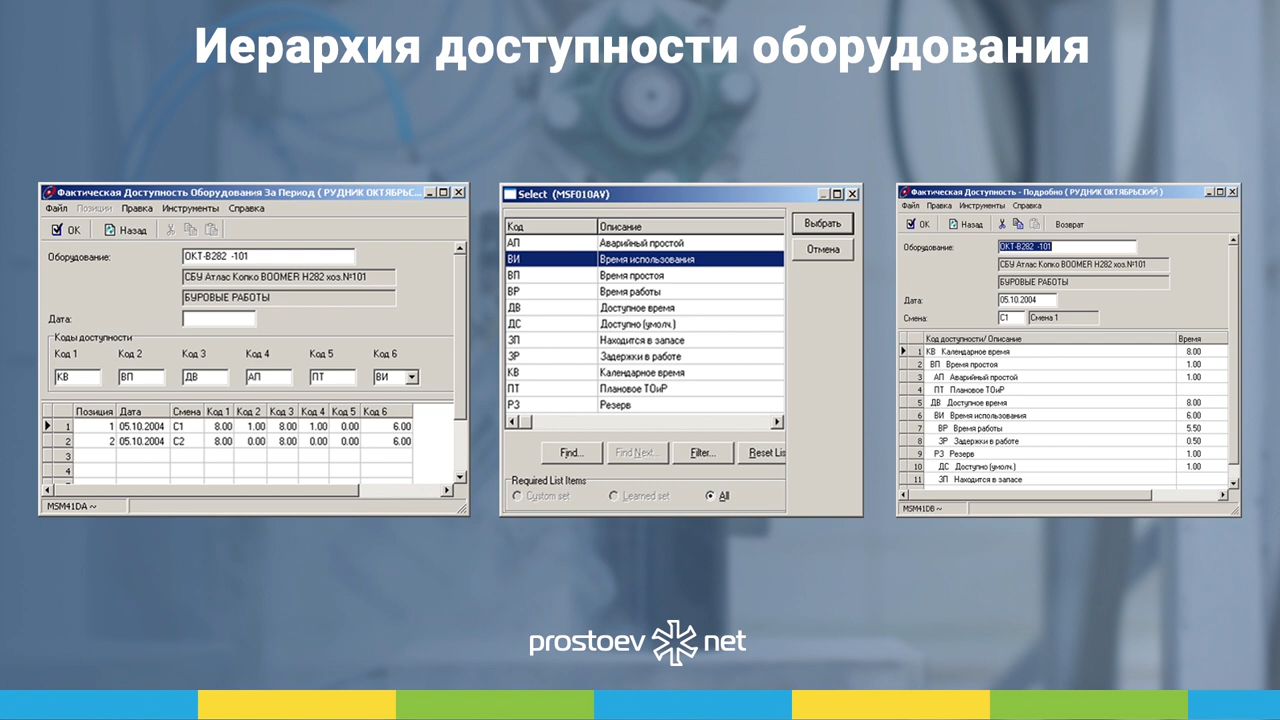 Иерархия доступности оборудования
Фактическая Доступность Оборудования За Период ( РУДНИК ОКТЯБРЬС...
Файл Позиции Правка Инструменты Справка
OK Назад
Оборудование: ОКТ-В282 -101
СБУ Атлас Копко BOOMER H282 хоз.№101
БУРОВЫЕ РАБОТЫ
Дата:
Коды доступности
Код 1 Код 2 Код 3 Код 4 Код 5 Код 6
КВ ВП ДВ АП ПТ ВИ
Позиция Дата Смена Код 1 Код 2 Код 3 Код 4 Код 5 Код 6
1 1 05.10.2004 С1 8.00 1.00 8.00 1.00 0.00 6.00
2 2 05.10.2004 С2 8.00 0.00 8.00 0.00 0.00 6.00
3
4
MSM41DA ~
Select (MSF010A¥)
Код Описание
АП Аварийный простой
ВИ Время использования
ВП Время простоя
ВР Время работы
ДВ Доступное время
ДС Доступно (умолч.)
ЗП Находится в запасе
ЗР Задержки в работе
КВ Календарное время
ПТ Плановое ТОиР
РЗ Резерв
Выбрать
Отмена
Find... Find Next... Filter... Reset Lis
Required List Items
Custom set Learned set All
Фактическая Доступность - Подробно ( РУДНИК ОКТЯБРЬСКИЙ )
Файл Правка Инструменты Справка
OK Назад Возврат
Оборудование: ОКТ-В282 -101
СБУ Атлас Копко BOOMER H282 хоз.№101
БУРОВЫЕ РАБОТЫ
Дата: 05.10.2004
Смена: С1 Смена 1
Код доступности/ Описание Время
1 КВ Календарное время 8.00
2 ВП Время простоя 1.00
3 АП Аварийный простой 1.00
4 ПТ Плановое ТОиР
5 ДВ Доступное время 8.00
6 ВИ Время использования 6.00
7 ВР Время работы 5.50
8 ЗР Задержки в работе 0.50
9 РЗ Резерв 1.00
10 ДС Доступно (умолч.) 1.00
11 ЗП Находится в запасе
MSM41DB ~
prostoev net